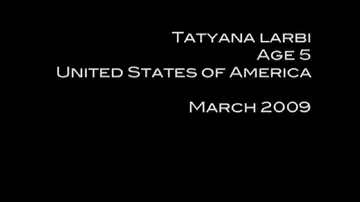 Tatyana larbi
Age 5
United States of America
March 2009